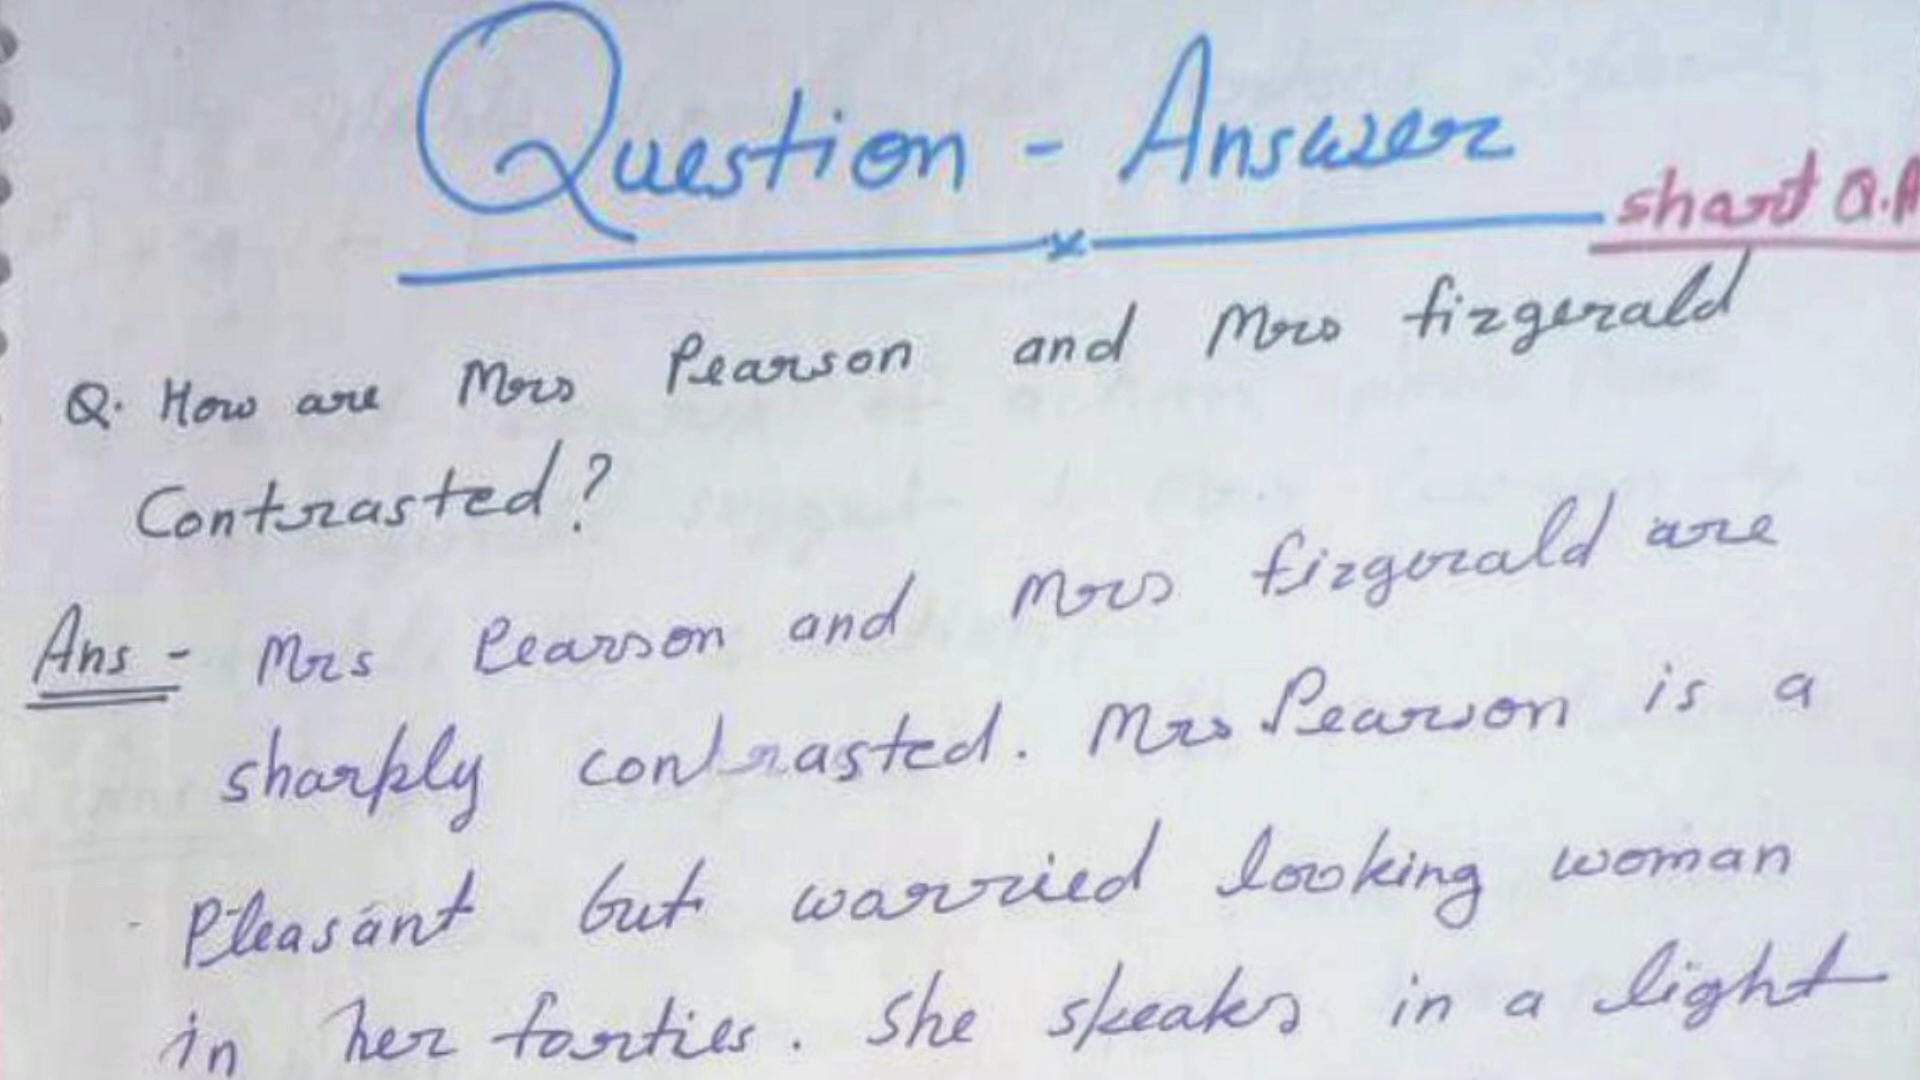 Question - Answer
short Q.A
Q. How are Mrs Pearson and Mrs fizgerald
Contrasted?
Ans - Mrs Pearson and Mrs fizgerald are
sharply contrasted. Mrs Pearson is a
Pleasant but worried looking woman
in her forties. She speaks in a light